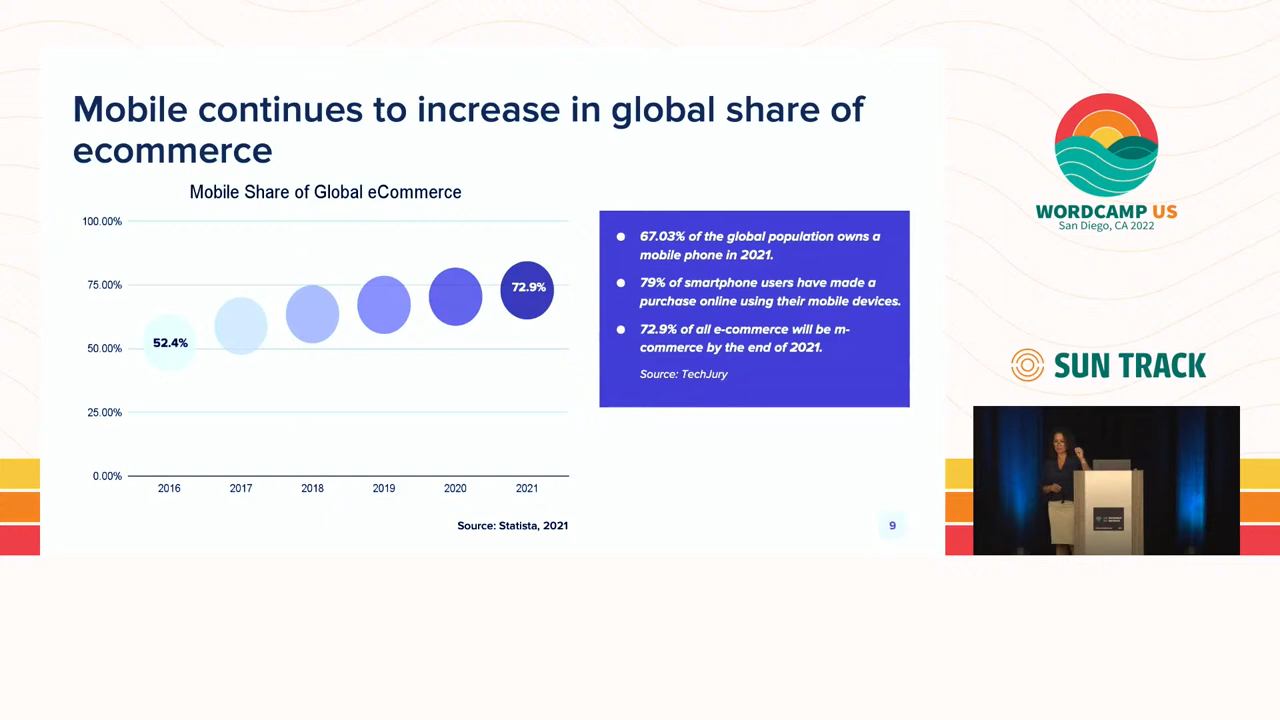 Mobile continues to increase in global share of
ecommerce
Mobile Share of Global eCommerce
100.00%
75.00%
50.00%
25.00%
0.00%
52.4%
72.9%
2016
2017
2018
2019
2020
2021
Source: Statista, 2021
67.03% of the global population owns a
mobile phone in 2021.
79% of smartphone users have made a
purchase online using their mobile devices.
72.9% of all e-commerce will be m-
commerce by the end of 2021.
Source: TechJury
9
WORDCAMP US
San Diego, CA 2022
SUN TRACK